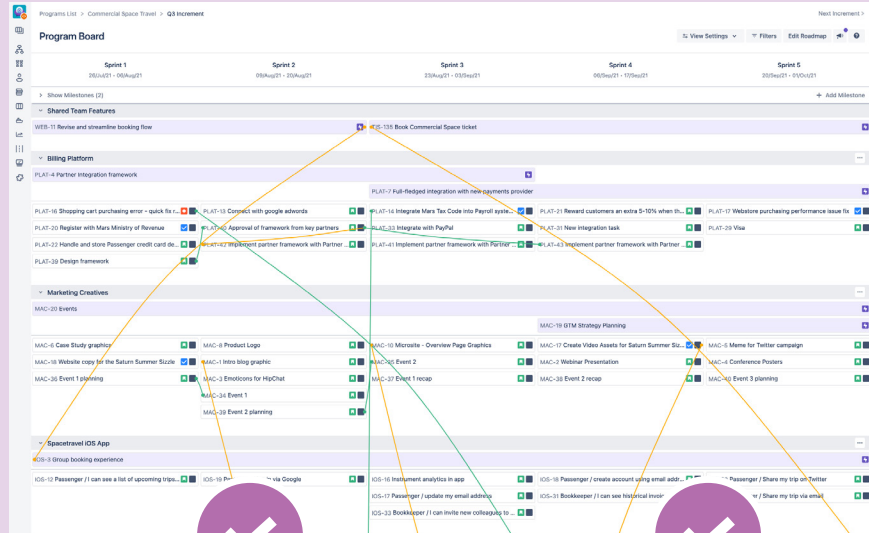 Programs List > Commercial Space Travel > Q3 Increment
Next Increment >
Program Board
View Settings
Filters
Edit Roadmap
Sprint 1
26/Jul/21 - 06/Aug/21
Sprint 2
09/Aug/21 - 20/Aug/21
Sprint 3
23/Aug/21 - 03/Sep/21
Sprint 4
06/Sep/21 - 17/Sep/21
Sprint 5
20/Sep/21 - 01/Oct/21
Show Milestones (2)
+ Add Milestone
Shared Team Features
WEB-11 Revise and streamline booking flow
Book Commercial Space ticket
Billing Platform
PLAT-4 Partner Integration framework
PLAT-7 Full-fledged integration with new payments provider
PLAT-16 Shopping cart purchasing error - quick fix r...
PLAT-13 Connect with google adwords
PLAT-14 Integrate Mars Tax Code into Payroll syste...
PLAT-21 Reward customers an extra 5-10% when th...
PLAT-17 Webstore purchasing performance issue fix
PLAT-20 Register with Mars Ministry of Revenue
Approval of framework from key partners
PLAT-33 Integrate with PayPal
PLAT-31 New integration task
PLAT-29 Visa
PLAT-22 Handle and store Passenger credit card de...
PLAT-42 Implement partner framework with Partner ...
PLAT-41 Implement partner framework with Partner ...
PLAT-43 Implement partner framework with Partner ...
PLAT-39 Design framework
Marketing Creatives
MAC-20 Events
MAC-19 GTM Strategy Planning
MAC-6 Case Study graphics
MAC-8 Product Logo
MAC-10 Microsite - Overview Page Graphics
MAC-17 Create Video Assets for Saturn Summer Siz...
MAC-5 Meme for Twitter campaign
MAC-18 Website copy for the Saturn Summer Sizzle
MAC-1 Intro blog graphic
MAC-35 Event 2
MAC-2 Webinar Presentation
MAC-4 Conference Posters
MAC-36 Event 1 planning
MAC-3 Emoticons for HipChat
MAC-37 Event 1 recap
MAC-38 Event 2 recap
MAC-40 Event 3 planning
MAC-34 Event 1
MAC-39 Event 2 planning
Spacetravel iOS App
IOS-3 Group booking experience
IOS-12 Passenger / I can see a list of upcoming trips...
IOS-19 via Google
IOS-16 Instrument analytics in app
IOS-18 Passenger / create account using email addr...
Passenger / Share my trip on Twitter
IOS-17 Passenger / update my email address
IOS-31 Bookkeeper / I can see historical
/ Share my trip via email
IOS-33 Bookkeeper / I can invite new colleagues to ...